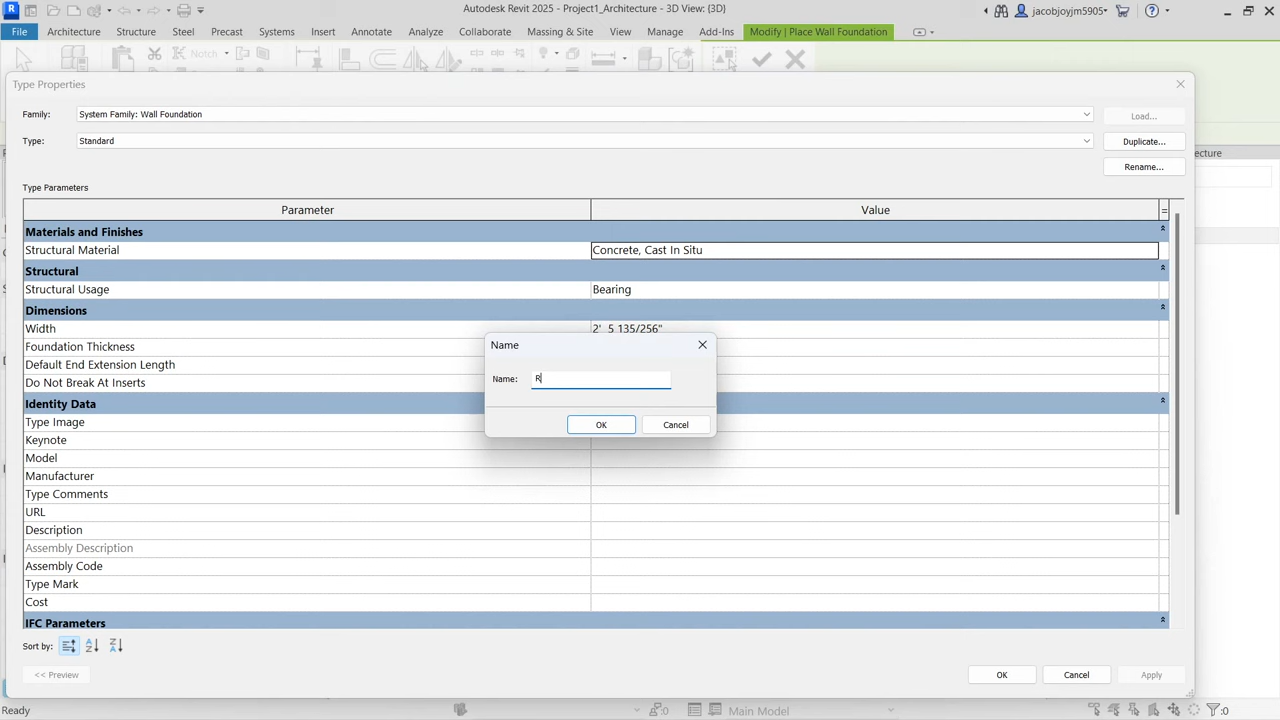 R
Autodesk Revit 2025 - Project1_Architecture - 3D View: {3D}
jacobjoyjm5905
File
Architecture
Structure
Steel
Precast
Systems
Insert
Annotate
Analyze
Collaborate
Massing & Site
View
Manage
Add-Ins
Modify | Place Wall Foundation
Notch
Type Properties
Family:
System Family: Wall Foundation
Load...
Type:
Standard
Duplicate...
Rename...
Type Parameters
Parameter
Value
=
Materials and Finishes
Structural Material
Concrete, Cast In Situ
Structural
Structural Usage
Bearing
Dimensions
Width
2' 5 135/256"
Foundation Thickness
Default End Extension Length
Do Not Break At Inserts
Name
Name:
R
OK
Cancel
Identity Data
Type Image
Keynote
Model
Manufacturer
Type Comments
URL
Description
Assembly Description
Assembly Code
Type Mark
Cost
IFC Parameters
Sort by:
<< Preview
OK
Cancel
Apply
Ready
:0
Main Model
:0